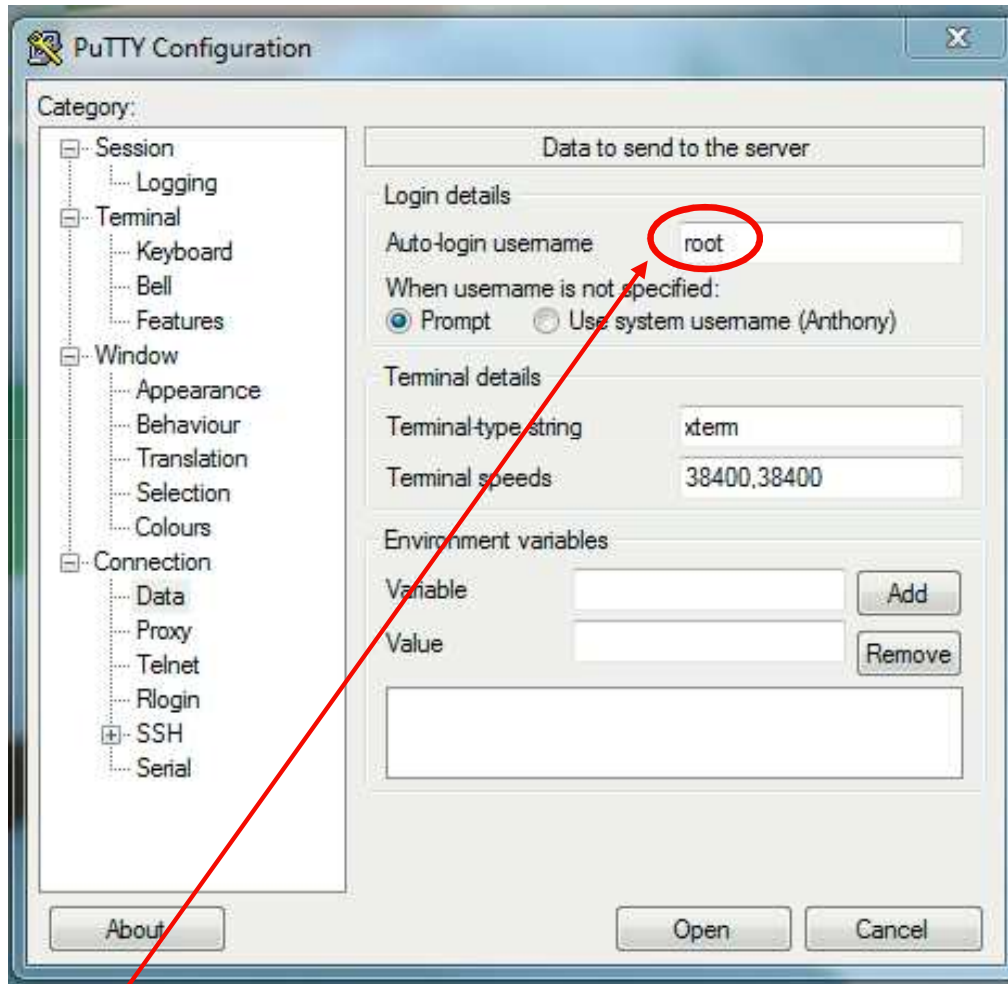 PuTTY Configuration
Category:
Session
Logging
Terminal
Keyboard
Bell
Features
Window
Appearance
Behaviour
Translation
Selection
Colours
Connection
Data
Proxy
Telnet
Rlogin
SSH
Serial
Data to send to the server
Login details
Auto-login username root
When username is not specified:
Prompt Use system username (Anthony)
Terminal details
Terminal-type string xterm
Terminal speeds 38400,38400
Environment variables
Variable Add
Value Remove
About Open Cancel